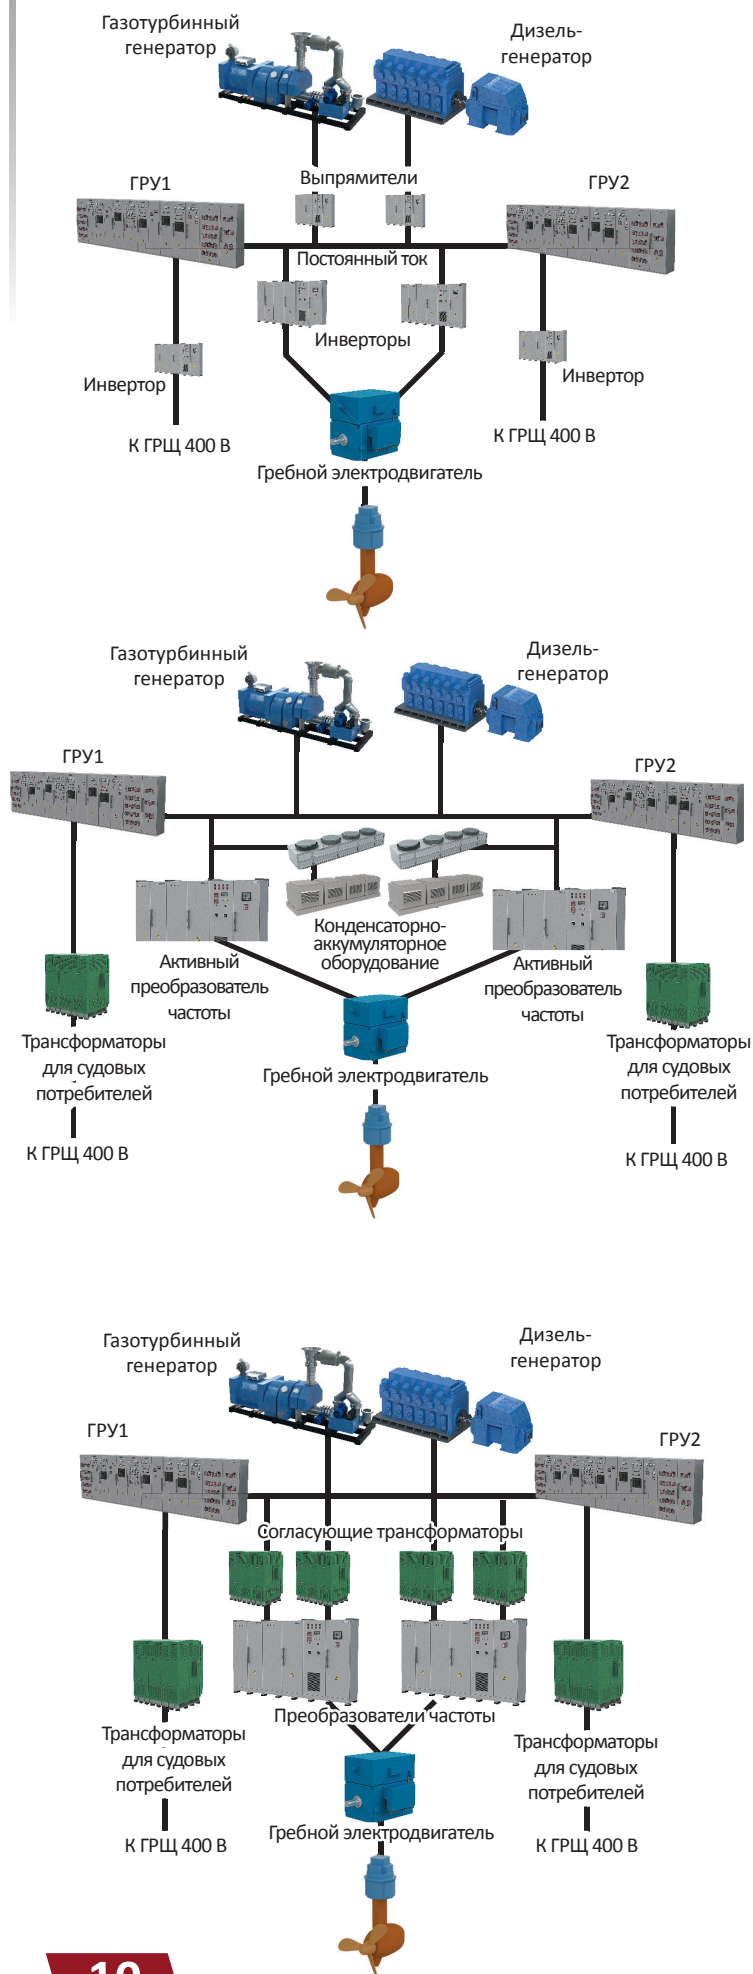 Газотурбинный
генератор
Дизель-
генератор
ГРУ1
Выпрямители
ГРУ2
Постоянный ток
Инверторы
Инвертор
Инвертор
К ГРЩ 400 В
К ГРЩ 400 В
Гребной электродвигатель
Газотурбинный
генератор
Дизель-
генератор
ГРУ1
ГРУ2
Конденсаторно-
аккумуляторное
оборудование
Активный
преобразователь
частоты
Активный
преобразователь
частоты
Трансформаторы
для судовых
потребителей
Трансформаторы
для судовых
потребителей
Гребной электродвигатель
К ГРЩ 400 В
К ГРЩ 400 В
Газотурбинный
генератор
Дизель-
генератор
ГРУ1
ГРУ2
Согласующие трансформаторы
Преобразователи частоты
Трансформаторы
для судовых
потребителей
Трансформаторы
для судовых
потребителей
Гребной электродвигатель
К ГРЩ 400 В
К ГРЩ 400 В
10